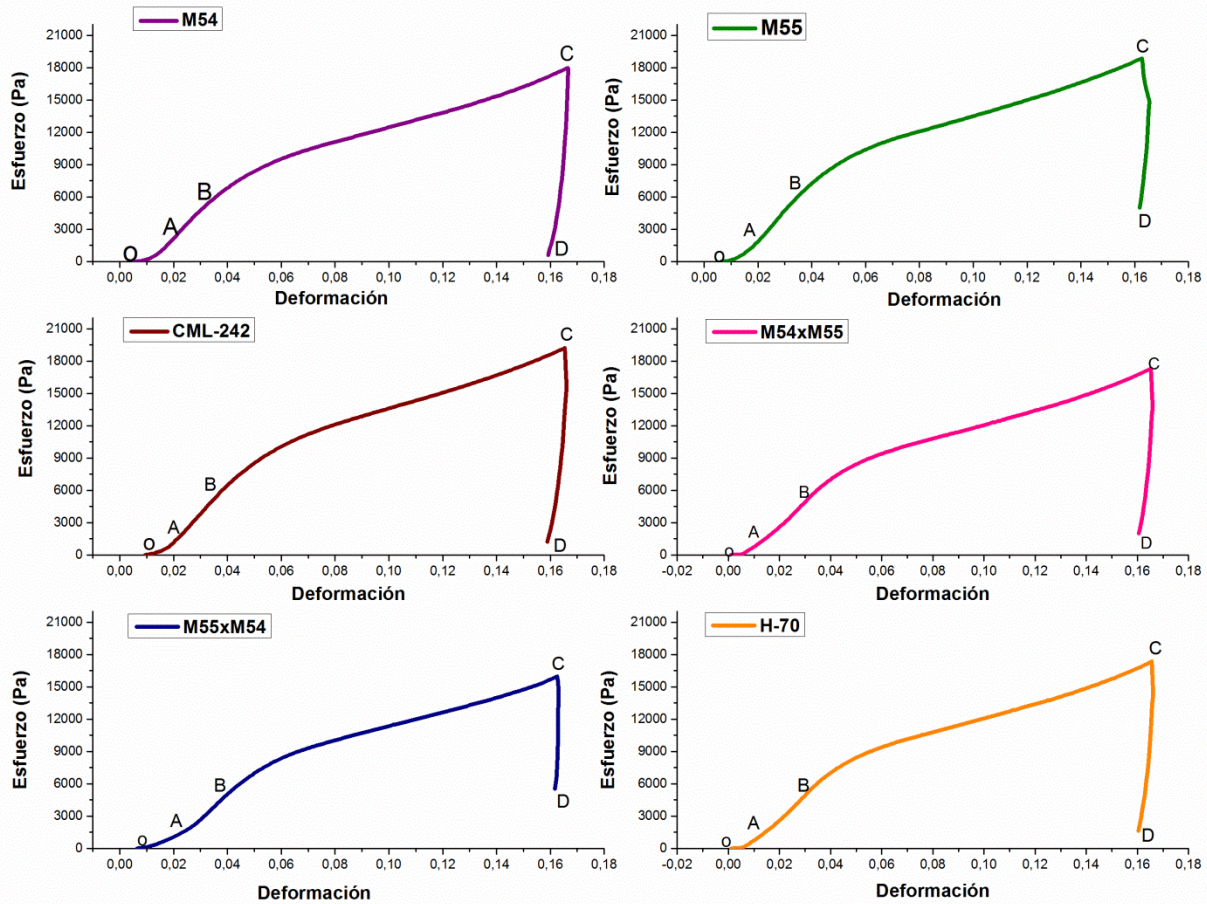 M54
21000
18000
15000
12000
9000
6000
3000
0
Esfuerzo (Pa)
O
A
B
C
D
0,00 0,02 0,04 0,06 0,08 0,10 0,12 0,14 0,16 0,18
Deformación
M55
21000
18000
15000
12000
9000
6000
3000
0
Esfuerzo (Pa)
O
A
B
C
D
0,00 0,02 0,04 0,06 0,08 0,10 0,12 0,14 0,16 0,18
Deformación
CML-242
21000
18000
15000
12000
9000
6000
3000
0
Esfuerzo (Pa)
O
A
B
C
D
0,00 0,02 0,04 0,06 0,08 0,10 0,12 0,14 0,16 0,18
Deformación
M54xM55
21000
18000
15000
12000
9000
6000
3000
0
Esfuerzo (Pa)
O
A
B
C
D
-0,02 0,00 0,02 0,04 0,06 0,08 0,10 0,12 0,14 0,16 0,18
Deformación
M55xM54
21000
18000
15000
12000
9000
6000
3000
0
Esfuerzo (Pa)
O
A
B
C
D
0,00 0,02 0,04 0,06 0,08 0,10 0,12 0,14 0,16 0,18
Deformación
H-70
21000
18000
15000
12000
9000
6000
3000
0
Esfuerzo (Pa)
O
A
B
C
D
-0,02 0,00 0,02 0,04 0,06 0,08 0,10 0,12 0,14 0,16 0,18
Deformación